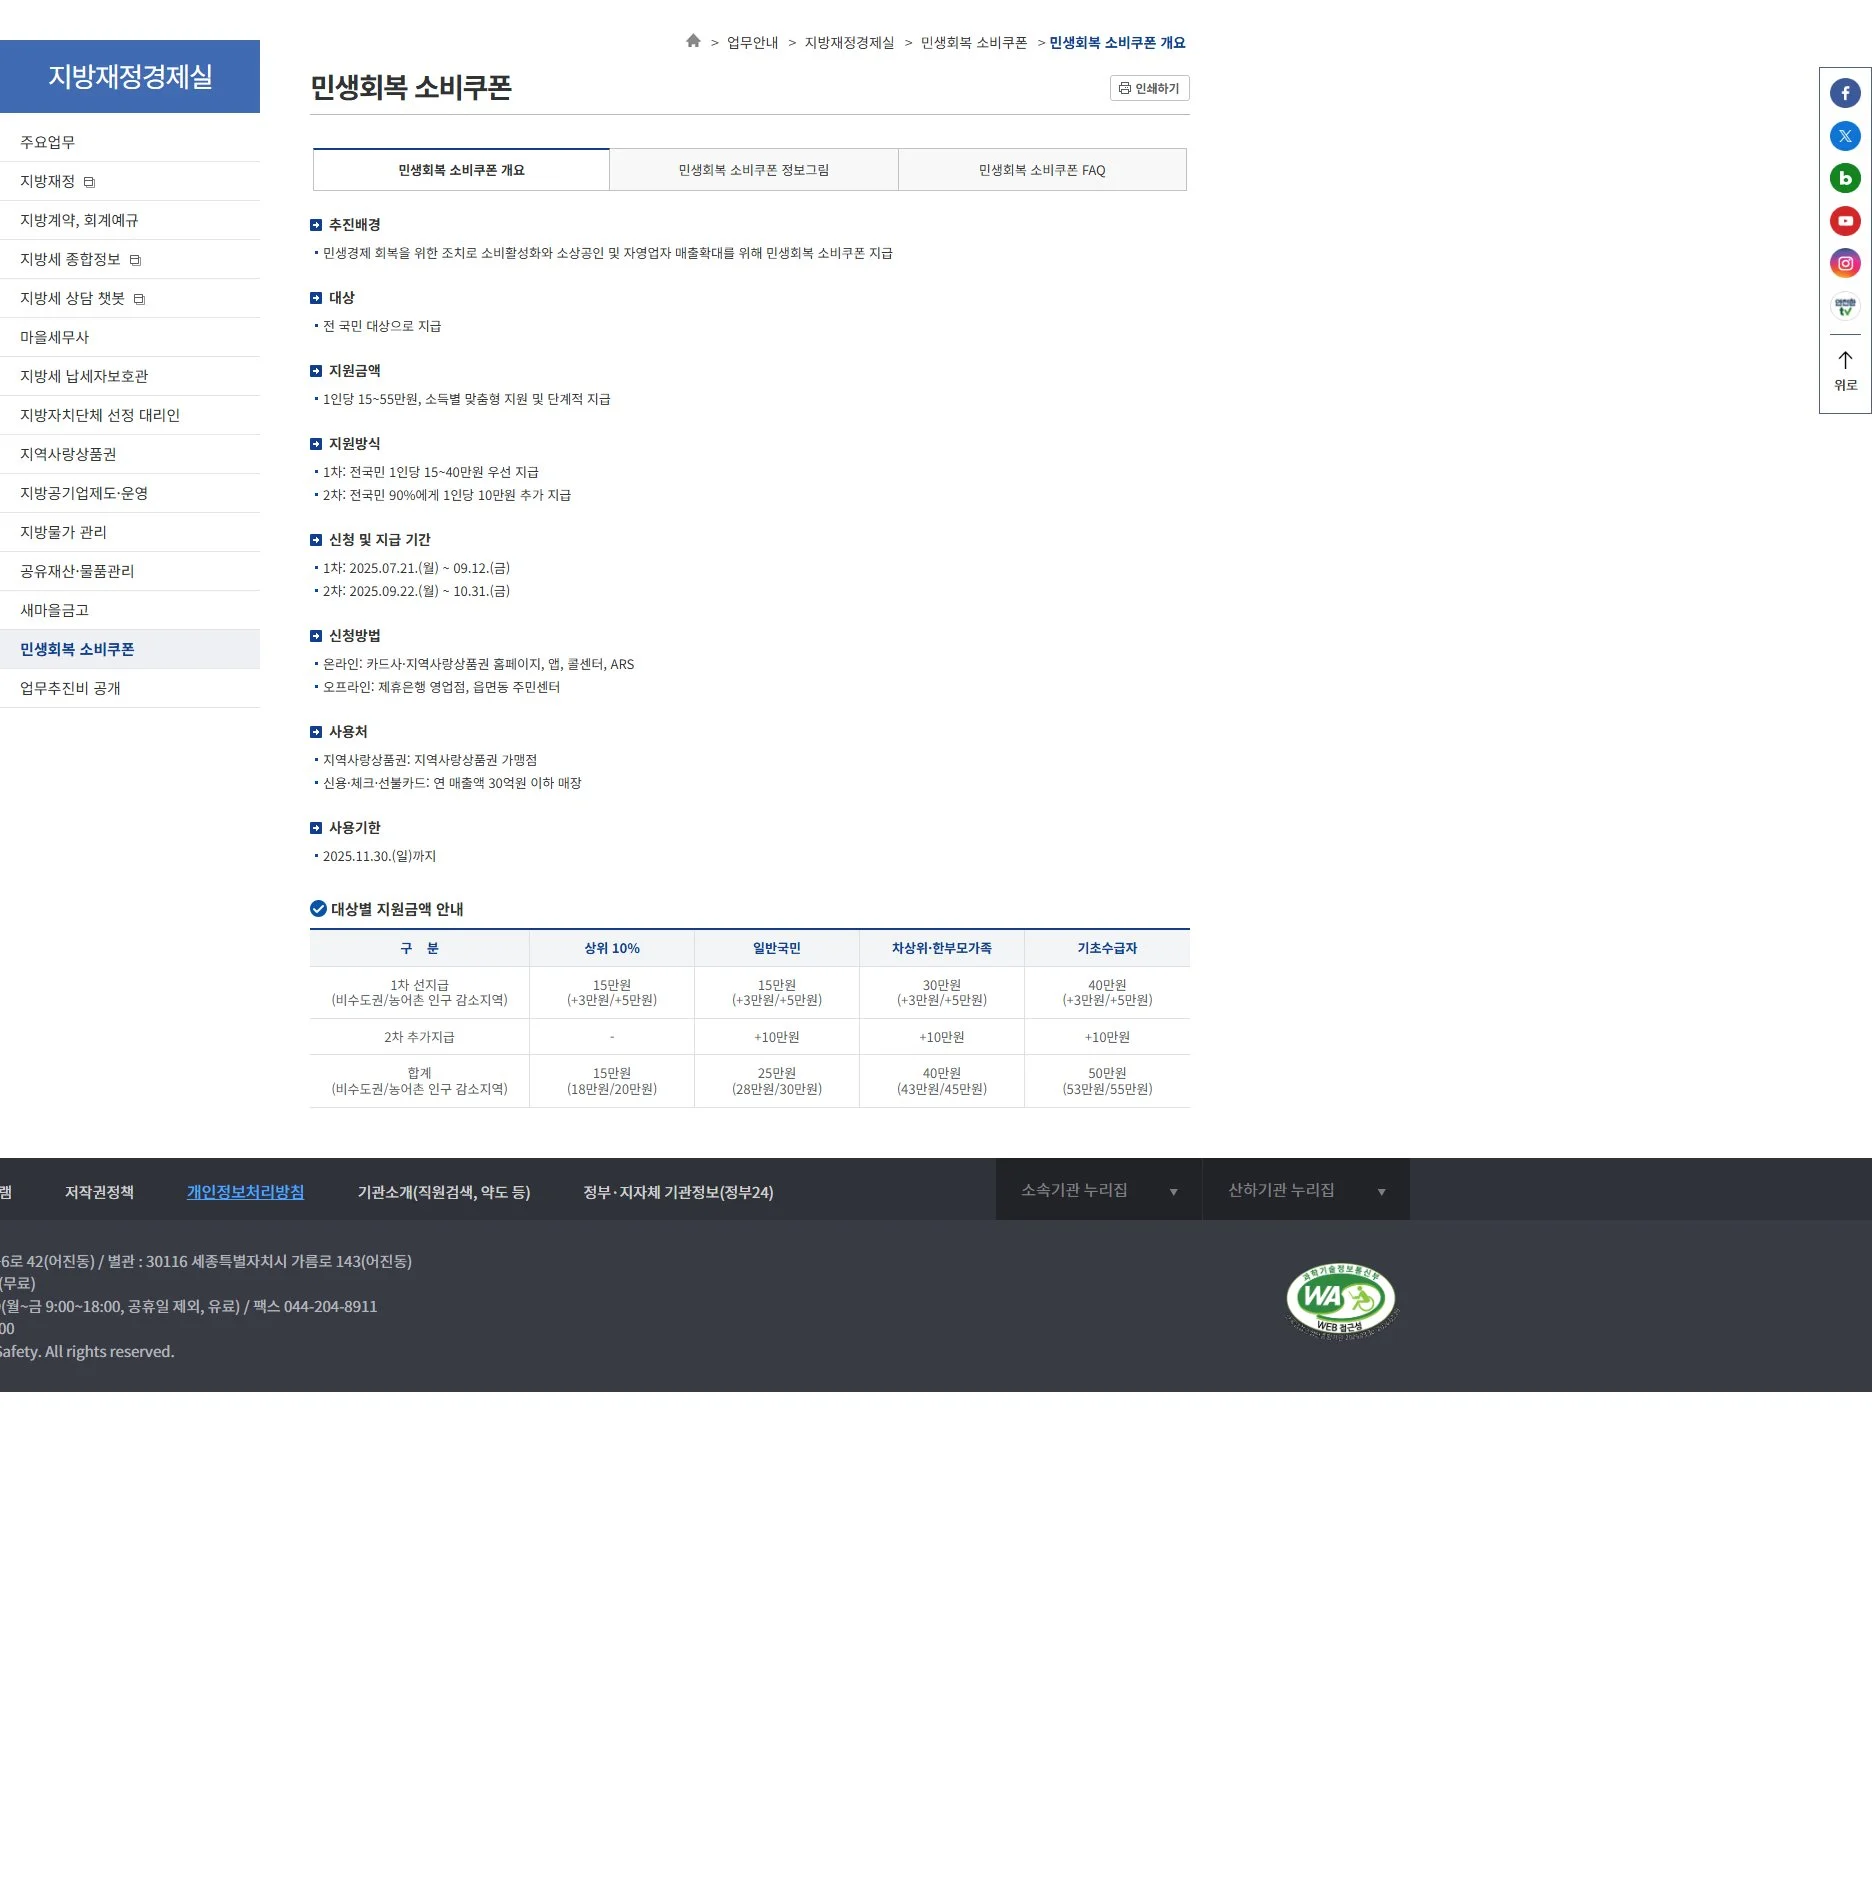 > 업무안내 > 지방재정경제실 > 민생회복 소비쿠폰 > 민생회복 소비쿠폰 개요
지방재정경제실
주요업무
지방재정
지방계약, 회계예규
지방세 종합정보
지방세 상담 챗봇
마을세무사
지방세 납세자보호관
지방자치단체 선정 대리인
지역사랑상품권
지방공기업제도·운영
지방물가 관리
공유재산·물품관리
새마을금고
민생회복 소비쿠폰
업무추진비 공개
민생회복 소비쿠폰
인쇄하기
민생회복 소비쿠폰 개요 민생회복 소비쿠폰 정보그림 민생회복 소비쿠폰 FAQ
추진배경
민생경제 회복을 위한 조치로 소비활성화와 소상공인 및 자영업자 매출확대를 위해 민생회복 소비쿠폰 지급
대상
전 국민 대상으로 지급
지원금액
1인당 15~55만원, 소득별 맞춤형 지원 및 단계적 지급
지원방식
1차: 전국민 1인당 15~40만원 우선 지급
2차: 전국민 90%에게 1인당 10만원 추가 지급
신청 및 지급 기간
1차: 2025.07.21.(월) ~ 09.12.(금)
2차: 2025.09.22.(월) ~ 10.31.(금)
신청방법
온라인: 카드사·지역사랑상품권 홈페이지, 앱, 콜센터, ARS
오프라인: 제휴은행 영업점, 읍면동 주민센터
사용처
지역사랑상품권: 지역사랑상품권 가맹점
신용·체크·선불카드: 연 매출액 30억원 이하 매장
사용기한
2025.11.30.(일)까지
대상별 지원금액 안내
구 분 상위 10% 일반국민 차상위·한부모가족 기초수급자
1차 선지급 15만원 15만원 30만원 40만원
(비수도권/농어촌 인구 감소지역) (+3만원/+5만원) (+3만원/+5만원) (+3만원/+5만원) (+3만원/+5만원)
2차 추가지급 - +10만원 +10만원 +10만원
합계 15만원 25만원 40만원 50만원
(비수도권/농어촌 인구 감소지역) (18만원/20만원) (28만원/30만원) (43만원/45만원) (53만원/55만원)
위로
램 저작권정책 개인정보처리방침 기관소개(직원검색, 약도 등) 정부·지자체 기관정보(정부24) 소속기관 누리집 ▼ 산하기관 누리집 ▼
6로 42(어진동) / 별관 : 30116 세종특별자치시 가름로 143(어진동)
(무료)
(월~금 9:00~18:00, 공휴일 제외, 유료) / 팩스 044-204-8911
00
Safety. All rights reserved.
과학기술정보통신부
WA
WEB 접근성